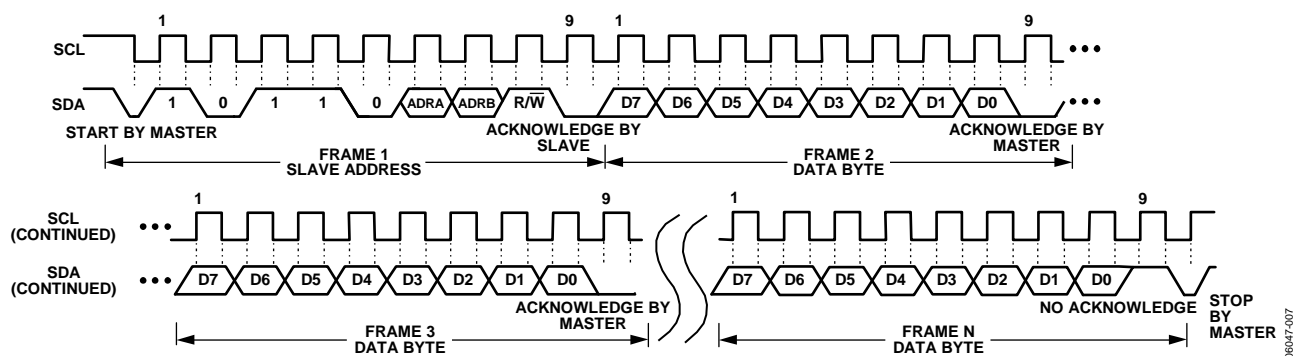 1 9 1 9
SCL
SDA 1 0 1 1 0 ADRA ADRB R/W̅ D7 D6 D5 D4 D3 D2 D1 D0
START BY MASTER
ACKNOWLEDGE BY
SLAVE
ACKNOWLEDGE BY
MASTER
FRAME 1
SLAVE ADDRESS
FRAME 2
DATA BYTE
1 9 1 9
SCL
(CONTINUED)
SDA
(CONTINUED)
D7 D6 D5 D4 D3 D2 D1 D0 D7 D6 D5 D4 D3 D2 D1 D0
ACKNOWLEDGE BY
MASTER
NO ACKNOWLEDGE
STOP
BY
MASTER
FRAME 3
DATA BYTE
FRAME N
DATA BYTE
06047-007